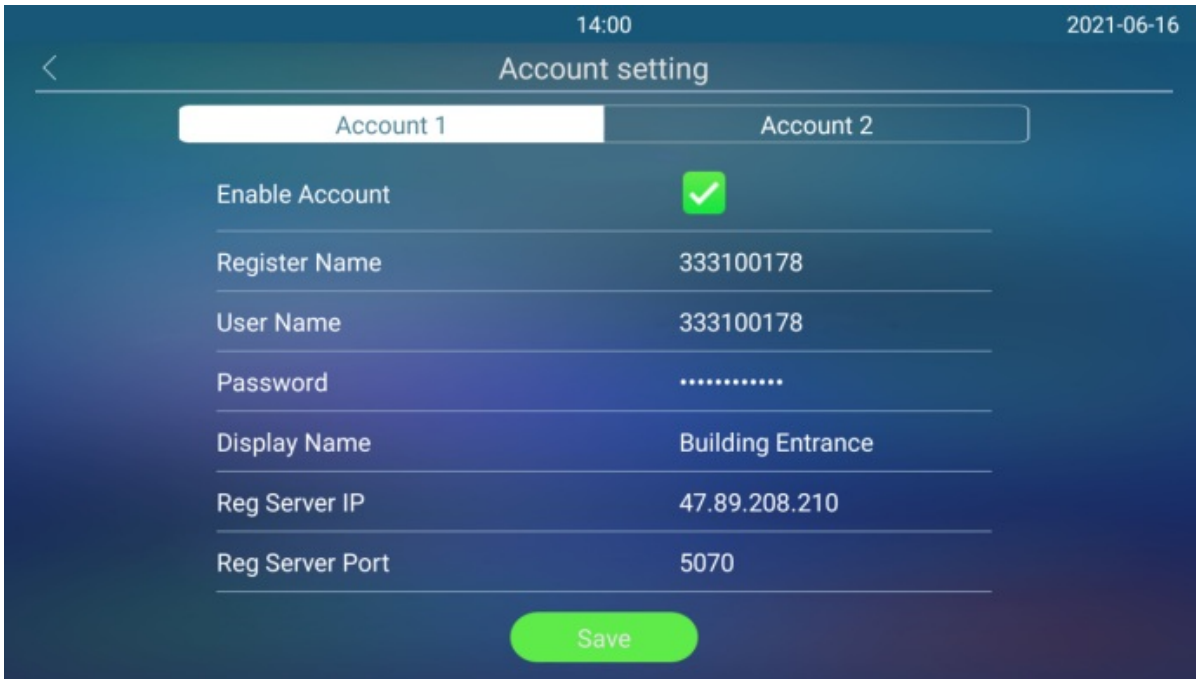 14:00 2021-06-16
Account setting
Account 1 Account 2
Enable Account
Register Name 333100178
User Name 333100178
Password ••••••••••••
Display Name Building Entrance
Reg Server IP 47.89.208.210
Reg Server Port 5070
Save